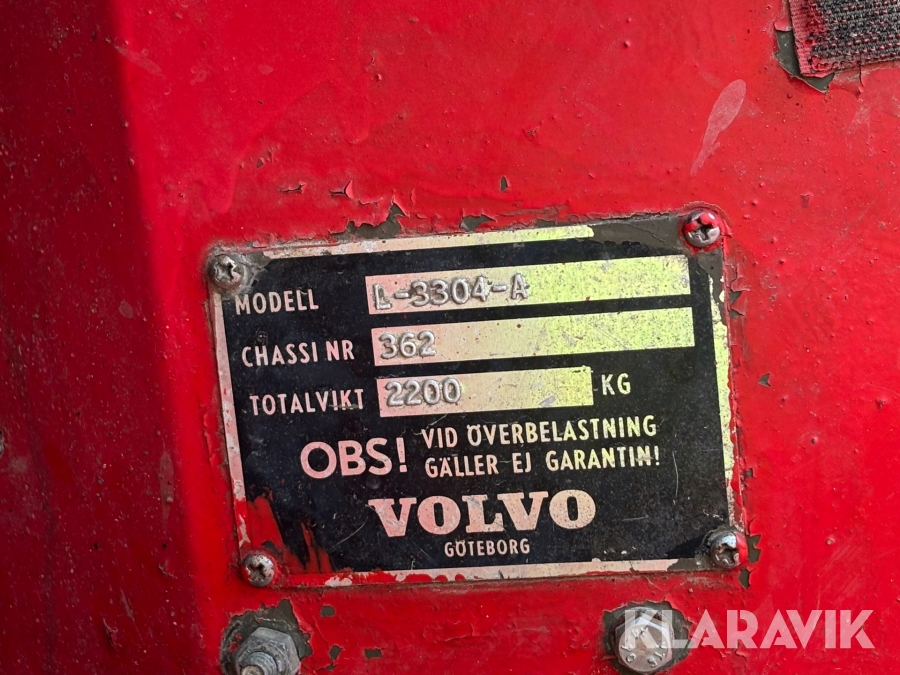 MODELL L-3304-A
CHASSI NR 362
TOTALVIKT 2200 KG
OBS! VID ÖVERBELASTNING
GÄLLER EJ GARANTIN!
VOLVO
GÖTEBORG
KLARAVIK